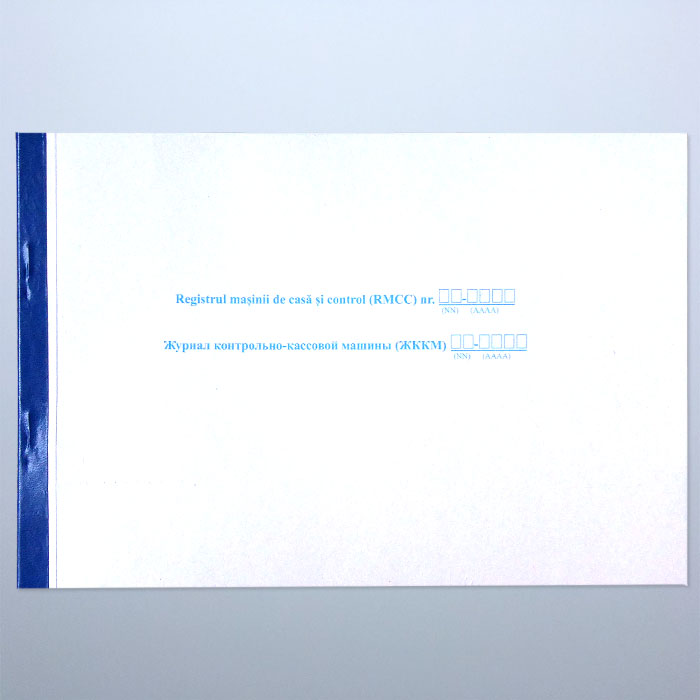 Registrul mașinii de casă și control (RMCC) nr. □□-□□□□
(NN) (AAAA)
Журнал контрольно-кассовой машины (ЖККМ) □□-□□□□
(NN) (AAAA)